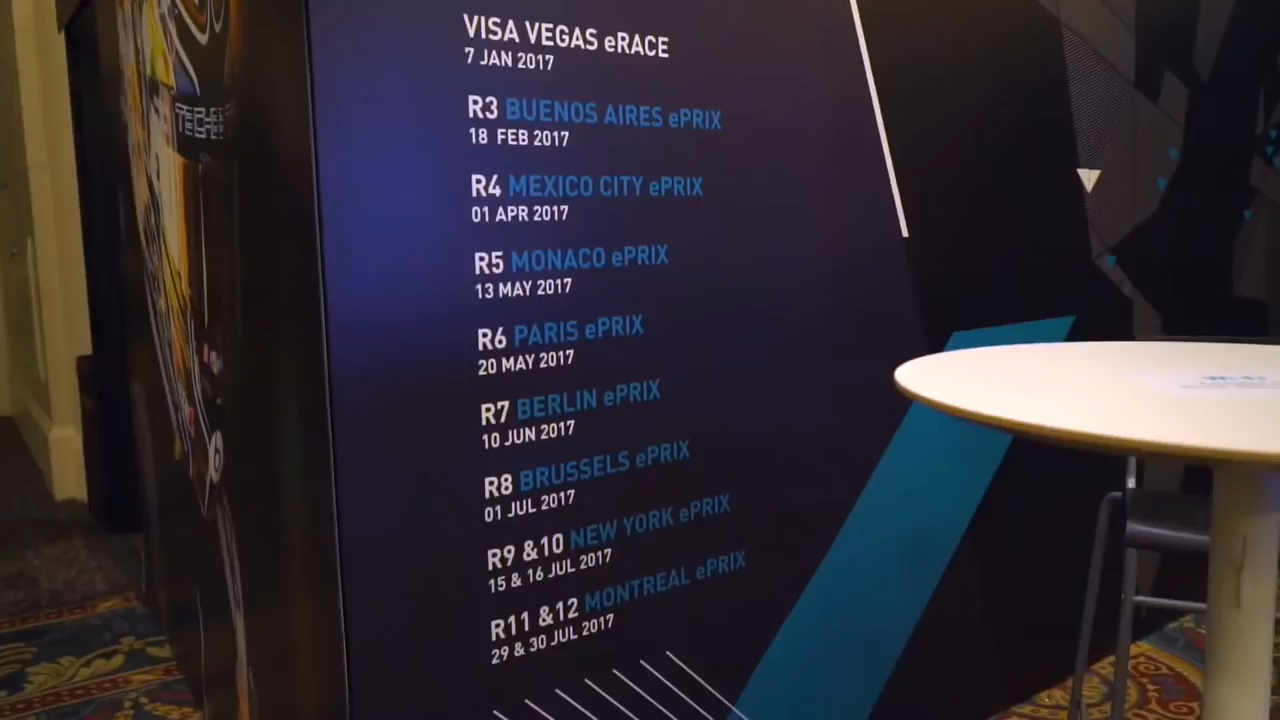 VISA VEGAS eRACE
7 JAN 2017
R3 BUENOS AIRES ePRIX
18 FEB 2017
R4 MEXICO CITY ePRIX
01 APR 2017
R5 MONACO ePRIX
13 MAY 2017
R6 PARIS ePRIX
20 MAY 2017
R7 BERLIN ePRIX
10 JUN 2017
R8 BRUSSELS ePRIX
01 JUL 2017
R9 &10 NEW YORK ePRIX
15 & 16 JUL 2017
R11 &12 MONTREAL ePRIX
29 & 30 JUL 2017